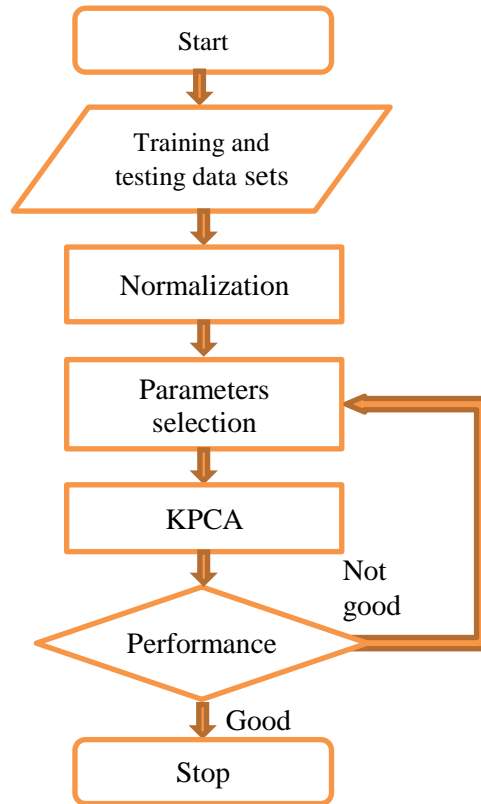 Start
Training and
testing data sets
Normalization
Parameters
selection
KPCA
Not
good
Performance
Good
Stop